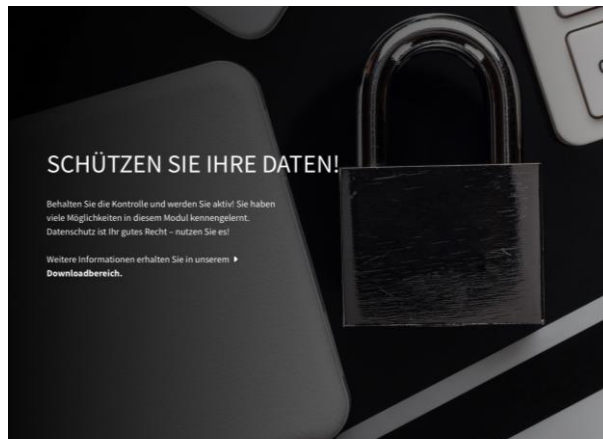 SCHÜTZEN SIE IHRE DATEN!
Behalten Sie die Kontrolle und werden Sie aktiv! Sie haben
viele Möglichkeiten in diesem Modul kennengelernt.
Datenschutz ist Ihr gutes Recht – nutzen Sie es!
Weitere Informationen erhalten Sie in unserem
Downloadbereich.